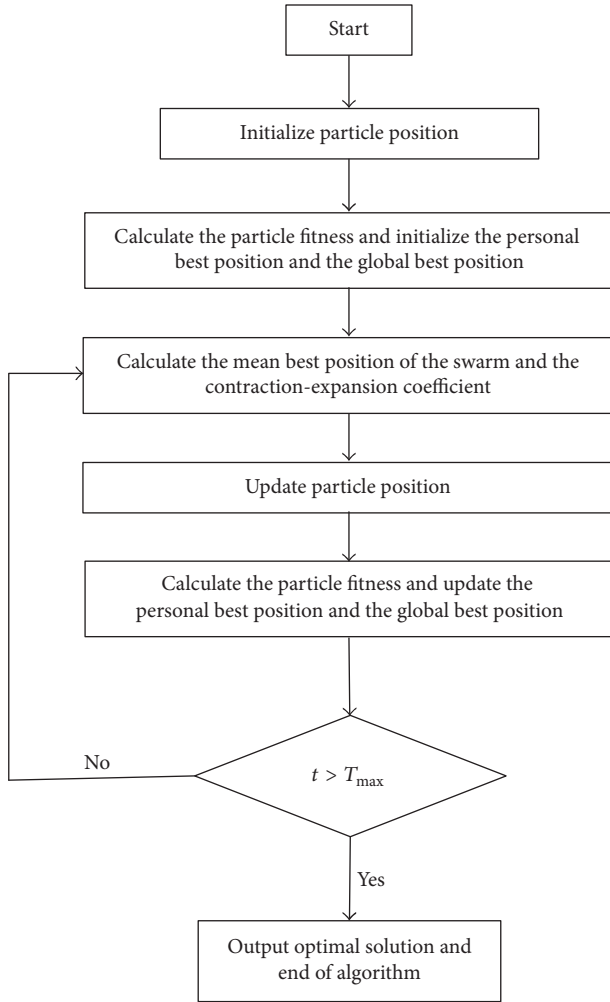 Start
Initialize particle position
Calculate the particle fitness and initialize the personal
best position and the global best position
Calculate the mean best position of the swarm and the
contraction-expansion coefficient
Update particle position
Calculate the particle fitness and update the
personal best position and the global best position
No
t > Tmax
Yes
Output optimal solution and
end of algorithm